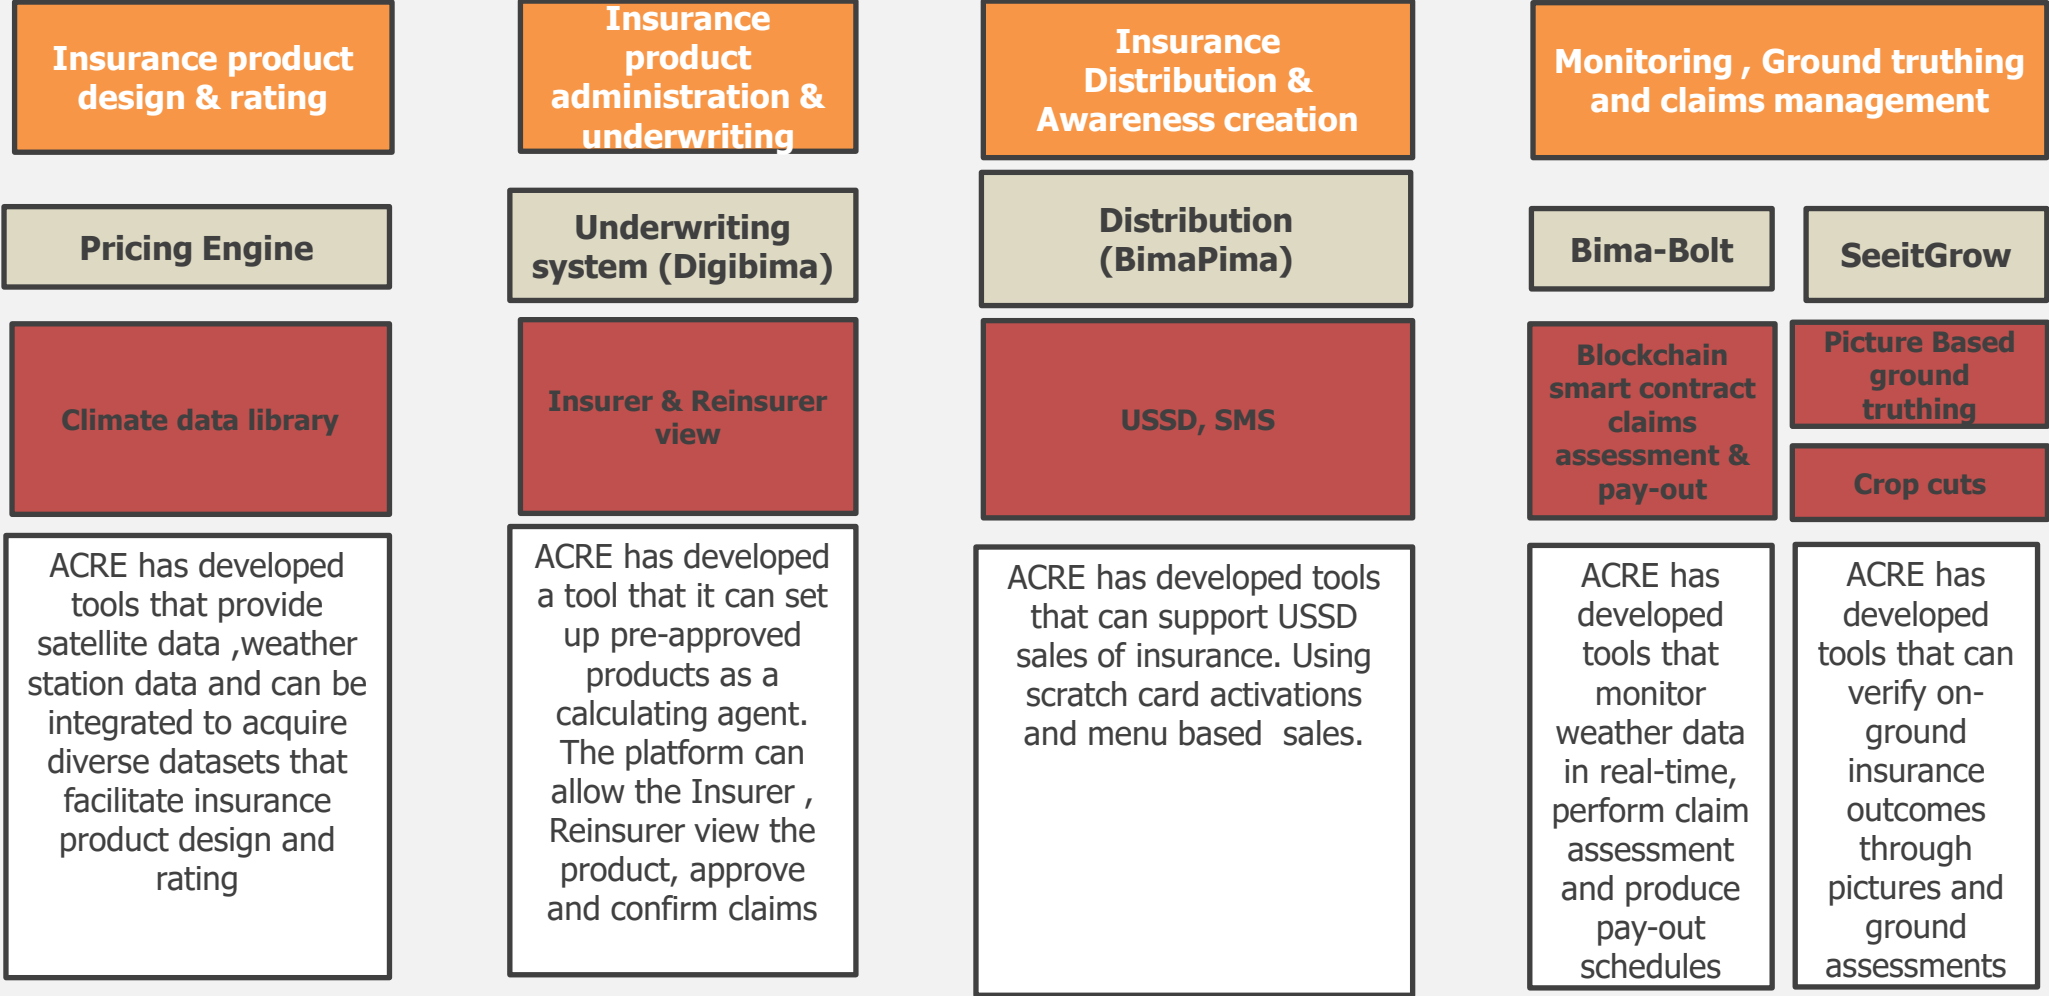 Insurance product
design & rating
Insurance
product
administration &
underwriting
Insurance
Distribution &
Awareness creation
Monitoring , Ground truthing
and claims management
Pricing Engine
Underwriting
system (Digibima)
Distribution
(BimaPima)
Bima-Bolt
SeeitGrow
Climate data library
Insurer & Reinsurer
view
USSD, SMS
Blockchain
smart contract
claims
assessment &
pay-out
Picture Based
ground
truthing
Crop cuts
ACRE has developed
tools that provide
satellite data ,weather
station data and can be
integrated to acquire
diverse datasets that
facilitate insurance
product design and
rating
ACRE has developed
a tool that it can set
up pre-approved
products as a
calculating agent.
The platform can
allow the Insurer ,
Reinsurer view the
product, approve
and confirm claims
ACRE has developed tools
that can support USSD
sales of insurance. Using
scratch card activations
and menu based  sales.
ACRE has
developed
tools that
monitor
weather data
in real-time,
perform claim
assessment
and produce
pay-out
schedules
ACRE has
developed
tools that can
verify on-
ground
insurance
outcomes
through
pictures and
ground
assessments